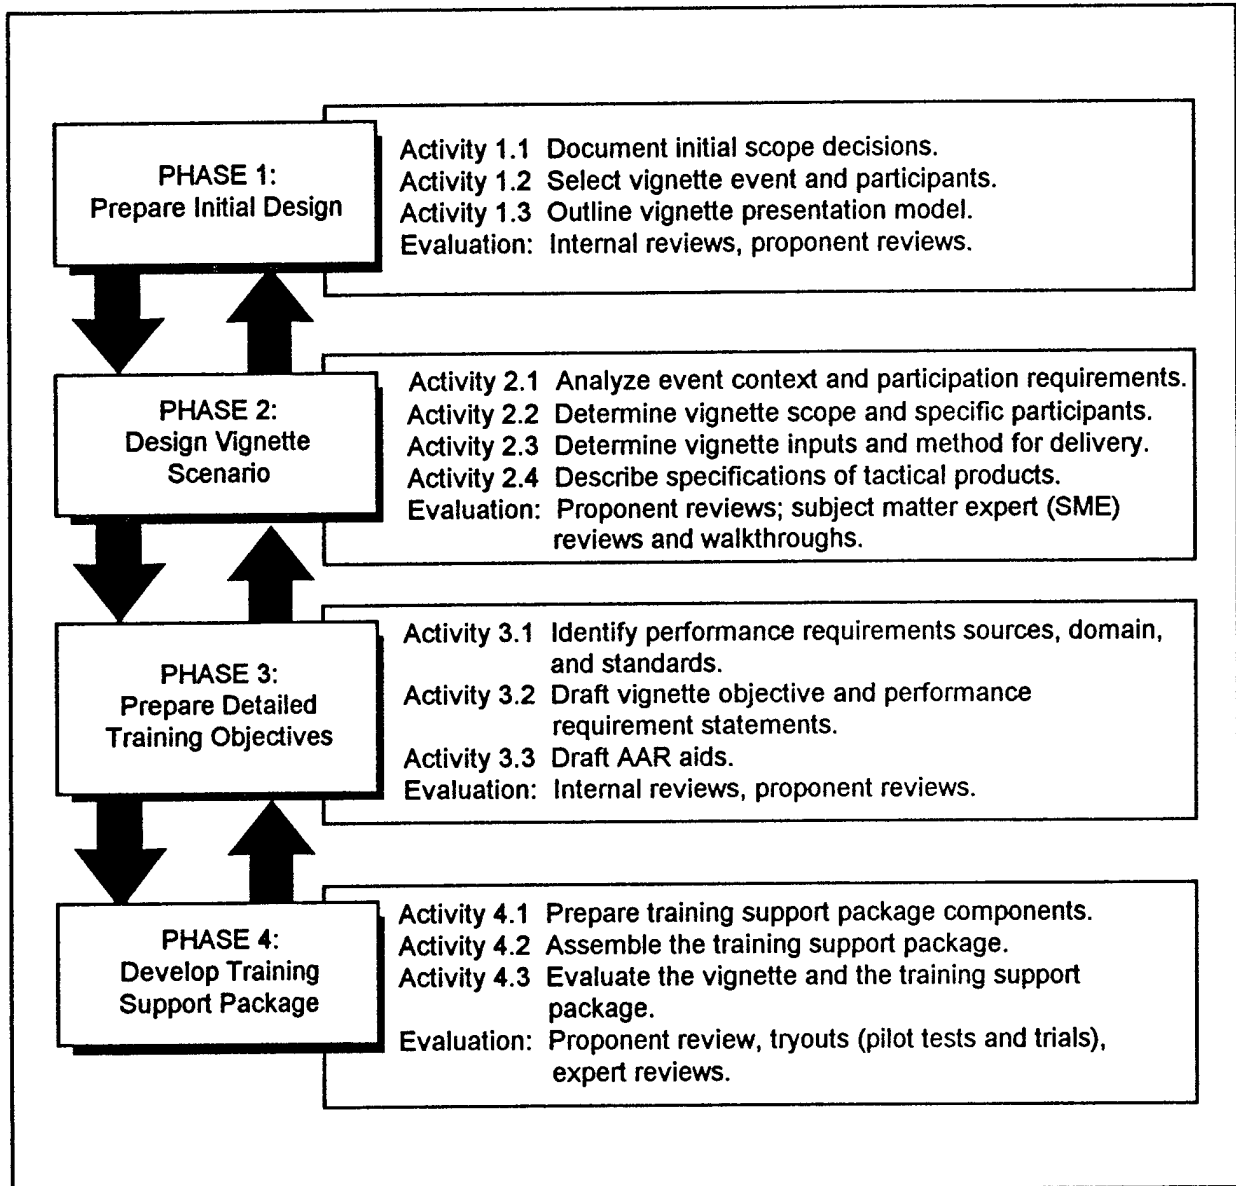 PHASE 1:
Prepare Initial Design
Activity 1.1 Document initial scope decisions.
Activity 1.2 Select vignette event and participants.
Activity 1.3 Outline vignette presentation model.
Evaluation: Internal reviews, proponent reviews.
PHASE 2:
Design Vignette
Scenario
Activity 2.1 Analyze event context and participation requirements.
Activity 2.2 Determine vignette scope and specific participants.
Activity 2.3 Determine vignette inputs and method for delivery.
Activity 2.4 Describe specifications of tactical products.
Evaluation: Proponent reviews; subject matter expert (SME)
reviews and walkthroughs.
PHASE 3:
Prepare Detailed
Training Objectives
Activity 3.1 Identify performance requirements sources, domain,
and standards.
Activity 3.2 Draft vignette objective and performance
requirement statements.
Activity 3.3 Draft AAR aids.
Evaluation: Internal reviews, proponent reviews.
PHASE 4:
Develop Training
Support Package
Activity 4.1 Prepare training support package components.
Activity 4.2 Assemble the training support package.
Activity 4.3 Evaluate the vignette and the training support
package.
Evaluation: Proponent review, tryouts (pilot tests and trials),
expert reviews.